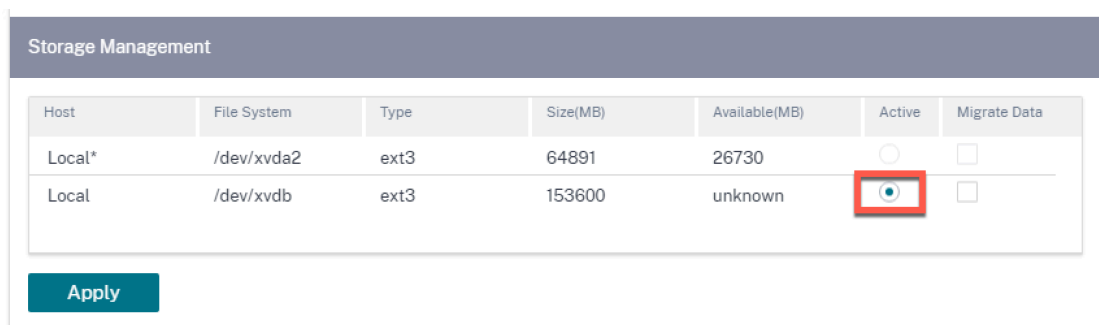 Storage Management
Host File System Type Size(MB) Available(MB) Active Migrate Data
Local* /dev/xvda2 ext3 64891 26730
Local /dev/xvdb ext3 153600 unknown
Apply